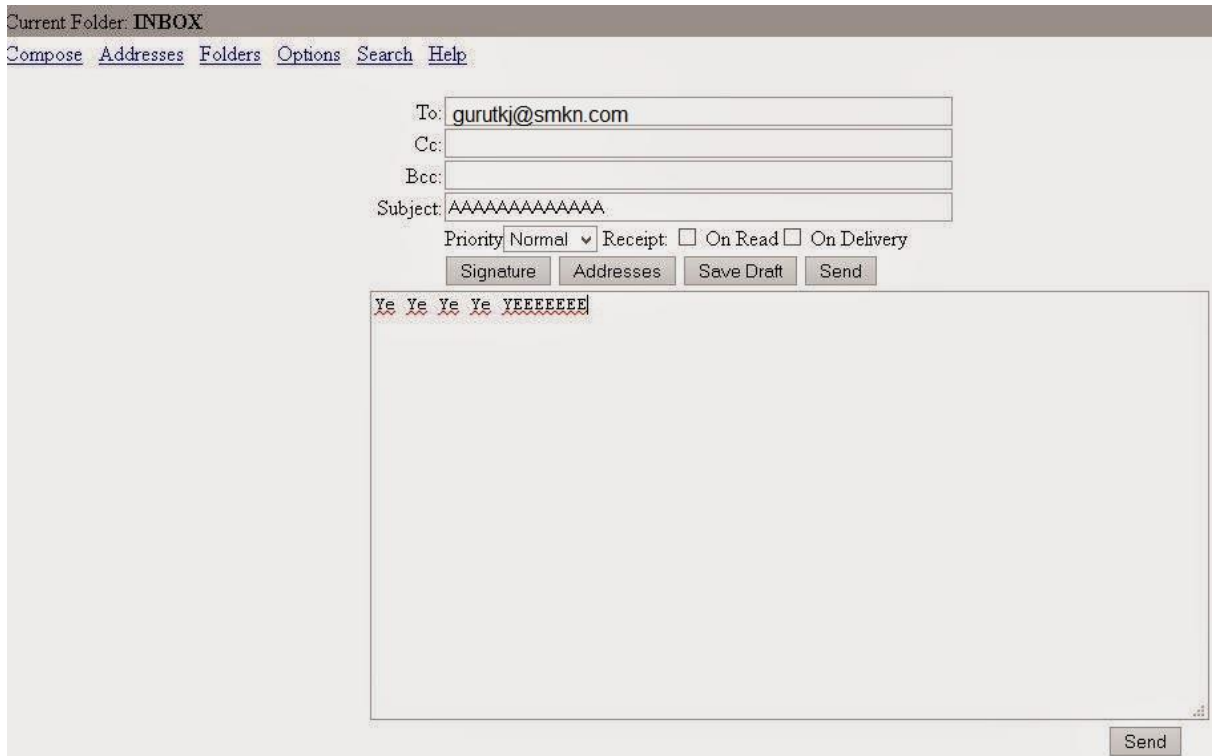 Current Folder: INBOX
Compose Addresses Folders Options Search Help
To: gurutkj@smkn.com
Cc:
Bcc:
Subject: AAAAAAAAAAAAA
Priority Normal Receipt: On Read On Delivery
Signature Addresses Save Draft Send
Ye Ye Ye Ye YEEEEEEE
Send